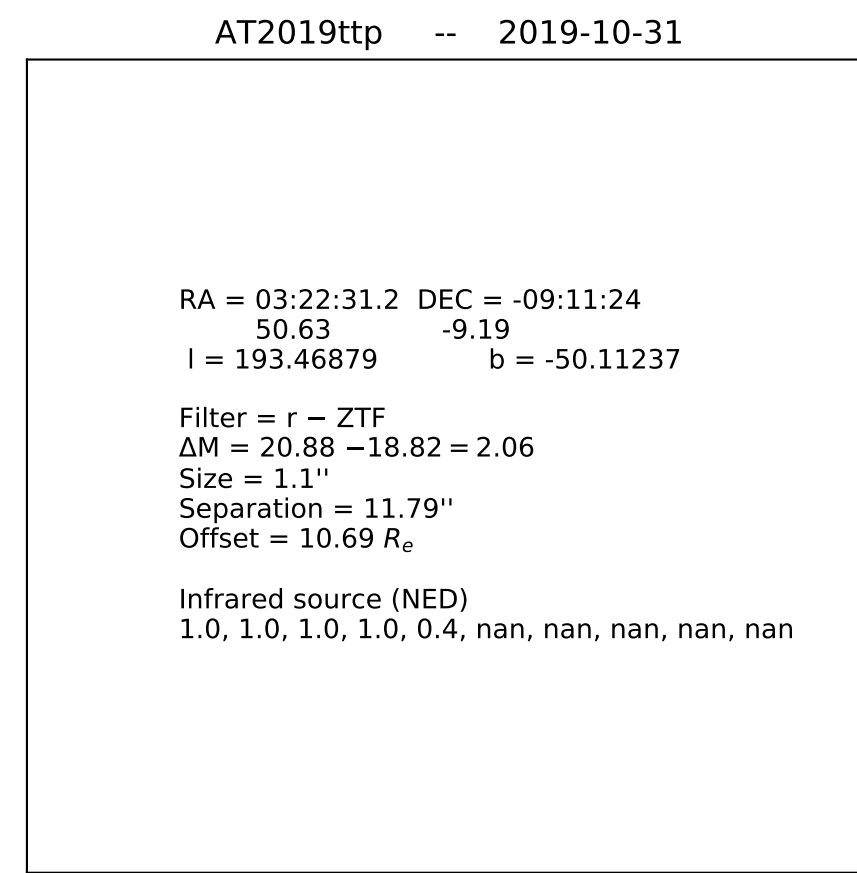 AT2019ttp -- 2019-10-31
RA = 03:22:31.2 DEC = -09:11:24
50.63 -9.19
l = 193.46879 b = -50.11237
Filter = r − ZTF
ΔM = 20.88 −18.82 = 2.06
Size = 1.1''
Separation = 11.79''
Offset = 10.69 Rₑ
Infrared source (NED)
1.0, 1.0, 1.0, 1.0, 0.4, nan, nan, nan, nan, nan